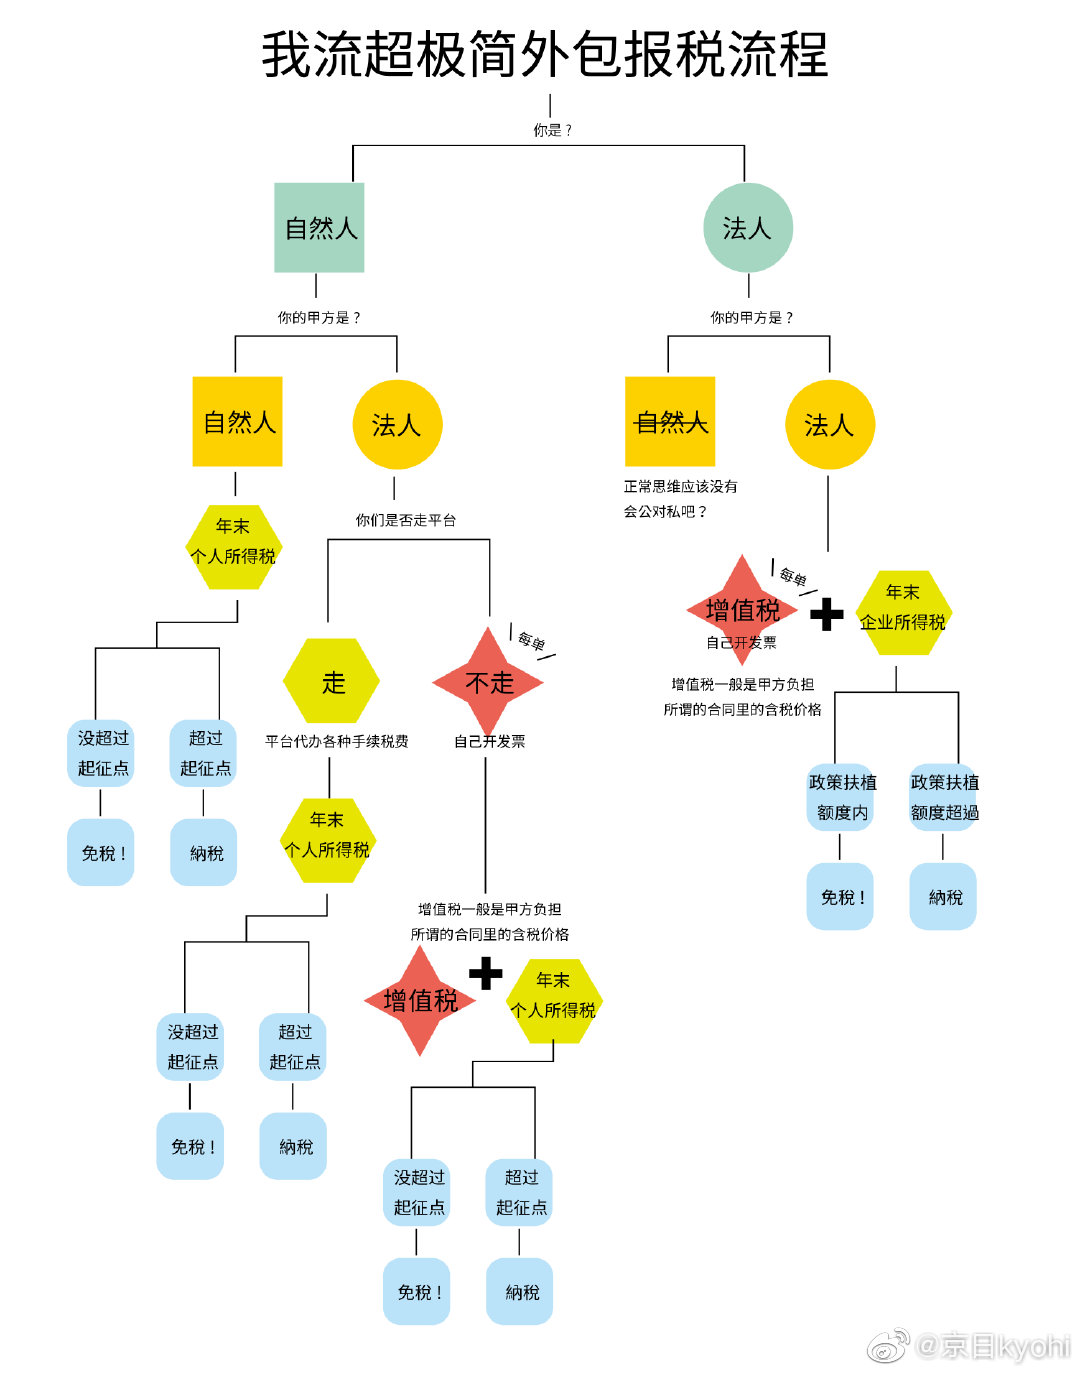 我流超极简外包报税流程
你是？
自然人
法人
你的甲方是？
你的甲方是？
自然人
法人
自然人
法人
正常思维应该没有
会公对私吧？
年末
个人所得税
你们是否走平台
每单
增值税
自己开发票
年末
企业所得税
增值税一般是甲方负担
所谓的合同里的含税价格
走
平台代办各种手续税费
每单
不走
自己开发票
没超过
起征点
超过
起征点
免税！
納税
政策扶植
额度内
政策扶植
额度超過
免税！
納税
年末
个人所得税
增值税一般是甲方负担
所谓的合同里的含税价格
增值税
年末
个人所得税
没超过
起征点
超过
起征点
免税！
納税
没超过
起征点
超过
起征点
免税！
納税
@京目kyohi